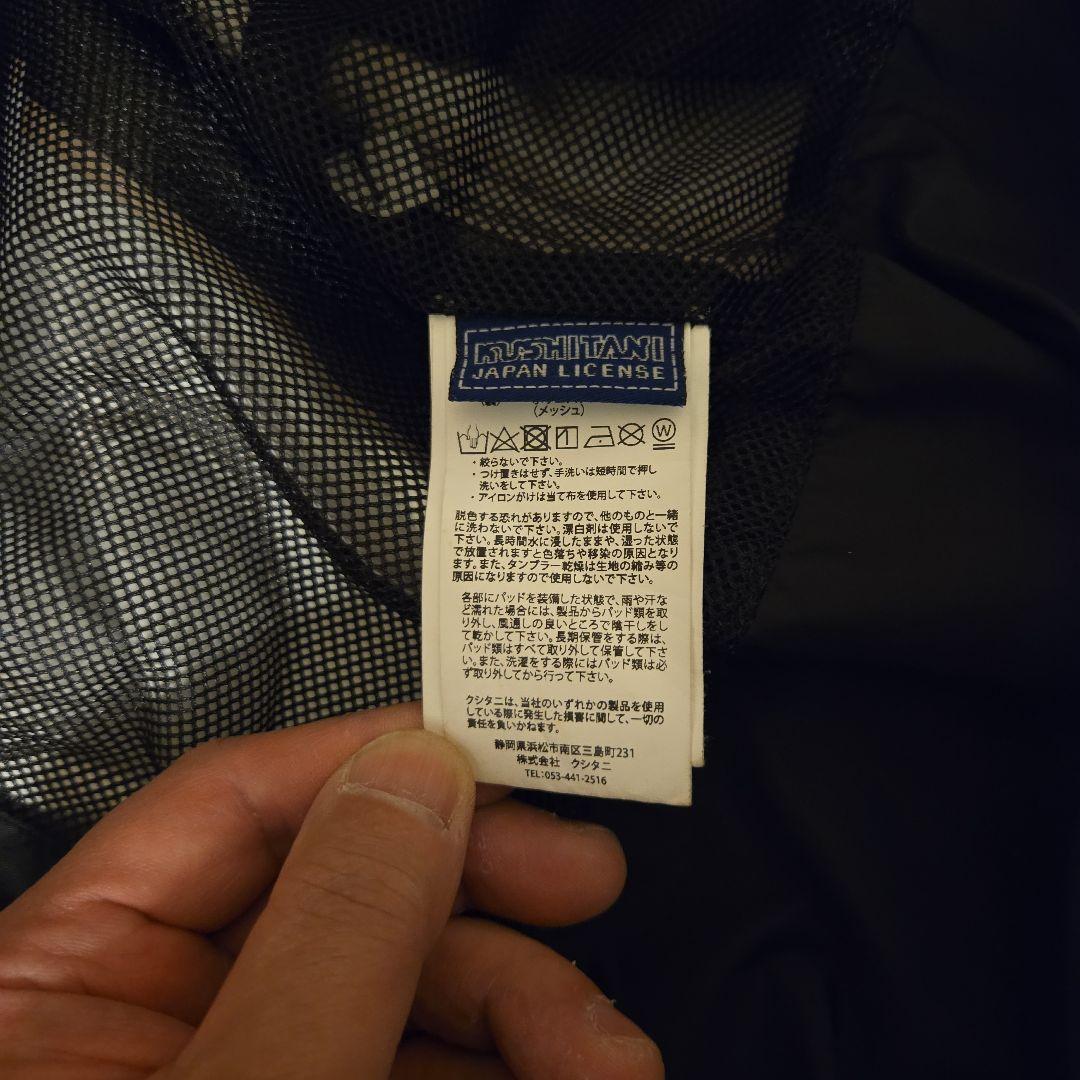 KUSHITANI
JAPAN LICENSE
(メッシュ)
W
・絞らないで下さい。
・つけ置きはせず、手洗いは短時間で押し
洗いをして下さい。
・アイロンがけは当て布を使用して下さい。
脱色する恐れがありますので、他のものと一緒
に洗わないで下さい。漂白剤は使用しないで
下さい。長時間水に浸したままや、湿った状態
で放置されますと色落ちや移染の原因となり
ます。また、タンブラー乾燥は生地の縮み等の
原因になりますので使用しないで下さい。
各部にパッドを装備した状態で、雨や汗な
ど濡れた場合には、製品からパッド類を取
り外し、風通しの良いところで陰干しをし
て乾かして下さい。長期保管をする際は、
パッド類はすべて取り外して保管して下さ
い。また、洗濯をする際にはパッド類は必
ず取り外してから行って下さい。
クシタニは、当社のいずれかの製品を使用
している際に発生した損害に関して、一切の
責任を負いかねます。
静岡県浜松市南区三島町231
株式会社 クシタニ
TEL:053-441-2516